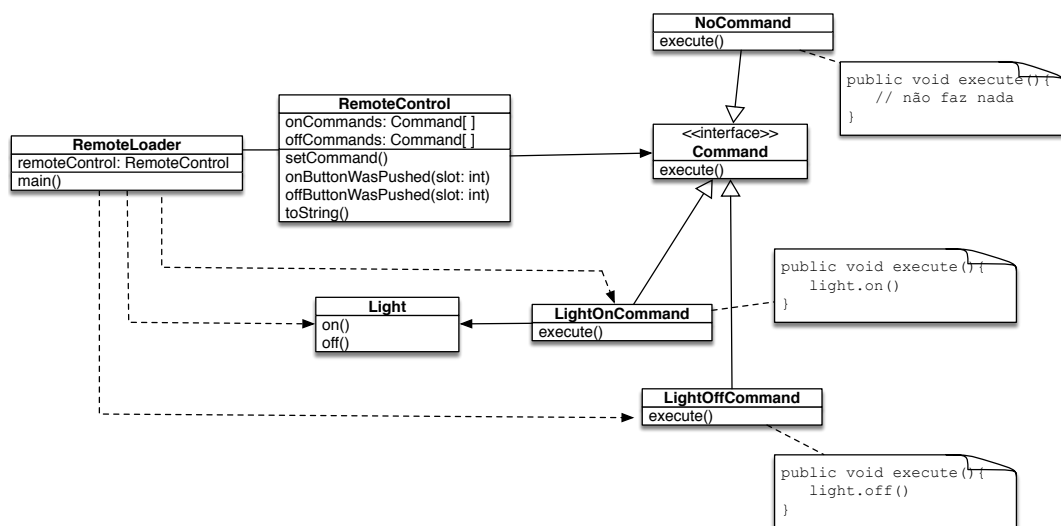 NoCommand
execute()
public void execute(){
// não faz nada
}
RemoteControl
onCommands: Command[ ]
offCommands: Command[ ]
setCommand()
onButtonWasPushed(slot: int)
offButtonWasPushed(slot: int)
toString()
<<interface>>
Command
execute()
RemoteLoader
remoteControl: RemoteControl
main()
public void execute(){
light.on()
}
Light
on()
off()
LightOnCommand
execute()
LightOffCommand
execute()
public void execute(){
light.off()
}